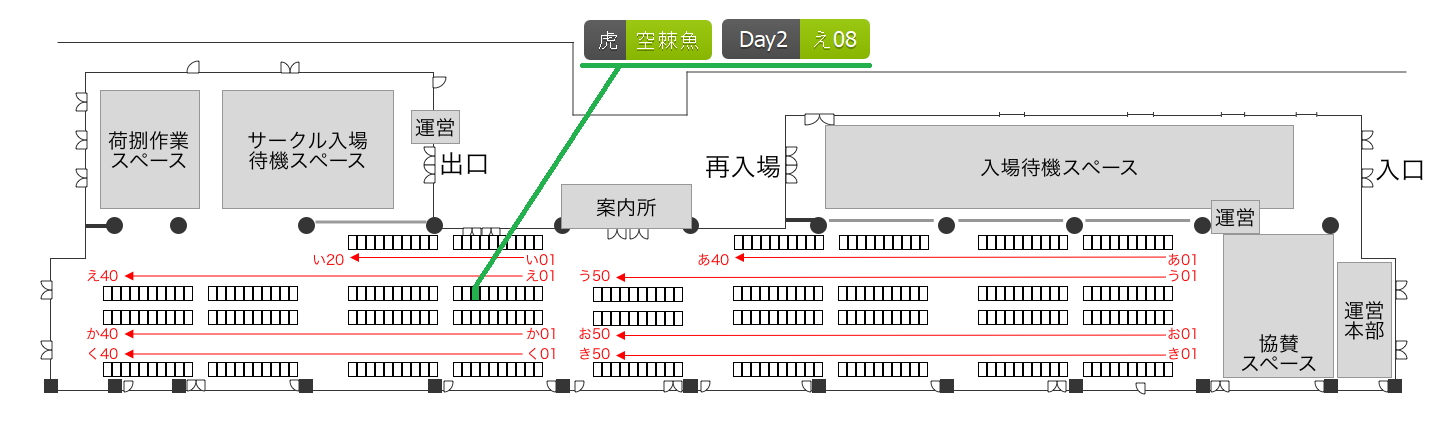 虎 空棘魚 Day2 え08
荷捌作業
スペース
サークル入場
待機スペース
運営
出口
案内所
再入場
入場待機スペース
入口
運営
い20 い01
あ40 あ01
え40 え01
う50 う01
か40 か01
お50 お01
く40 く01
き50 き01
協賛
スペース
運営
本部